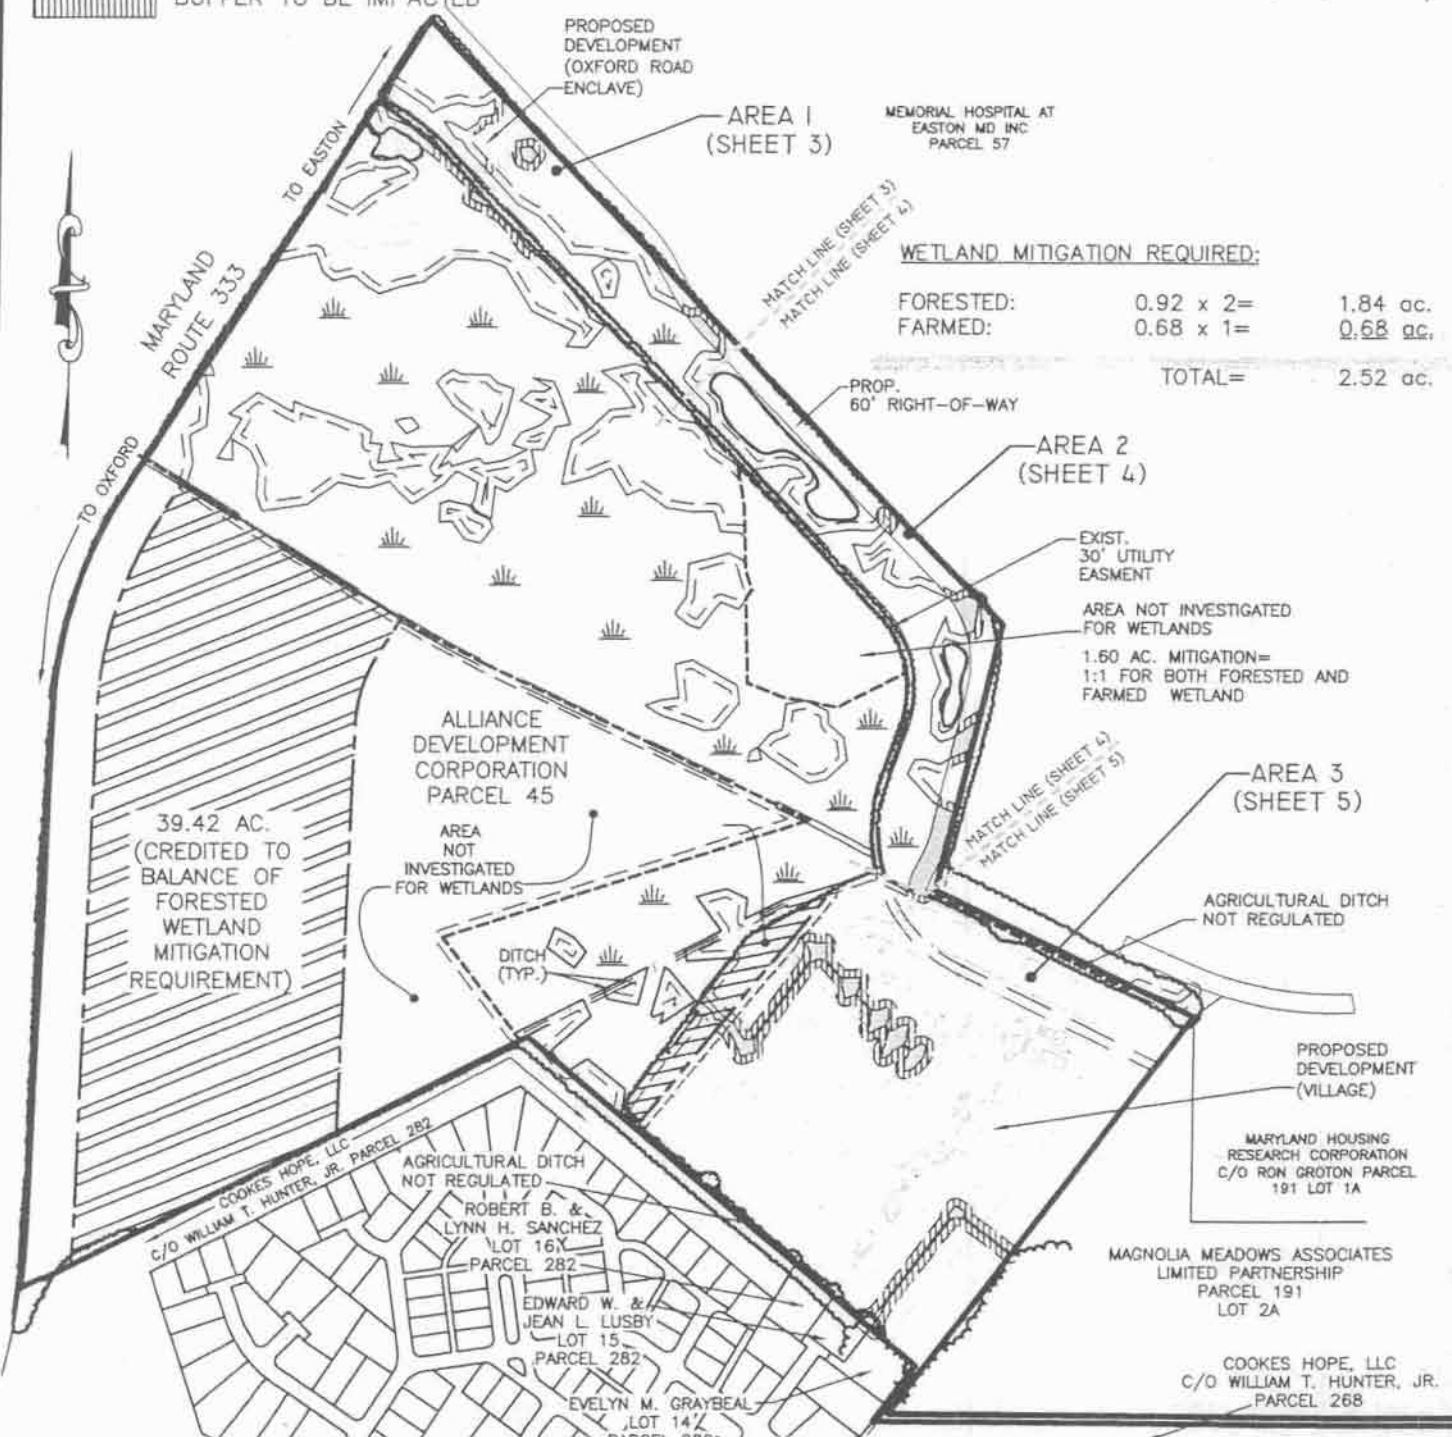 BUFFER TO BE IMPACTED
PROPOSED
DEVELOPMENT
(OXFORD ROAD
ENCLAVE)
AREA 1
(SHEET 3)
MEMORIAL HOSPITAL AT
EASTON MD INC
PARCEL 57
TO EASTON
MARYLAND
ROUTE 333
TO OXFORD
MATCH LINE (SHEET 3)
MATCH LINE (SHEET 4)
WETLAND MITIGATION REQUIRED:
FORESTED: 0.92 x 2= 1.84 ac.
FARMED: 0.68 x 1= 0.68 ac.
TOTAL= 2.52 ac.
PROP.
60' RIGHT-OF-WAY
AREA 2
(SHEET 4)
EXIST.
30' UTILITY
EASMENT
AREA NOT INVESTIGATED
FOR WETLANDS
1.60 AC. MITIGATION=
1:1 FOR BOTH FORESTED AND
FARMED WETLAND
ALLIANCE
DEVELOPMENT
CORPORATION
PARCEL 45
MATCH LINE (SHEET 4)
MATCH LINE (SHEET 5)
AREA 3
(SHEET 5)
39.42 AC.
(CREDITED TO
BALANCE OF
FORESTED
WETLAND
MITIGATION
REQUIREMENT)
AREA
NOT
INVESTIGATED
FOR WETLANDS
AGRICULTURAL DITCH
NOT REGULATED
DITCH
(TYP.)
PROPOSED
DEVELOPMENT
(VILLAGE)
COOKES HOPE, LLC
C/O WILLIAM T. HUNTER, JR. PARCEL 282
AGRICULTURAL DITCH
NOT REGULATED
MARYLAND HOUSING
RESEARCH CORPORATION
C/O RON GROTON PARCEL
191 LOT 1A
ROBERT B. &
LYNN H. SANCHEZ
LOT 16
PARCEL 282
MAGNOLIA MEADOWS ASSOCIATES
LIMITED PARTNERSHIP
PARCEL 191
LOT 2A
EDWARD W. &
JEAN L. LUSBY
LOT 15
PARCEL 282
COOKES HOPE, LLC
C/O WILLIAM T. HUNTER, JR.
PARCEL 268
EVELYN M. GRAYBEAL
LOT 14